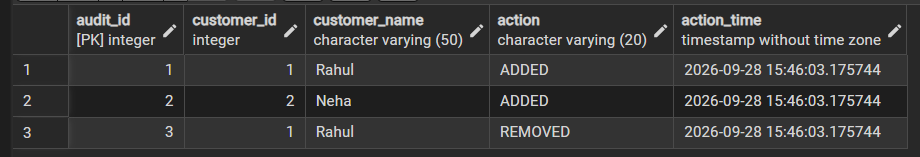 audit_id customer_id customer_name action action_time
[PK] integer integer character varying (50) character varying (20) timestamp without time zone
1 1 1 Rahul ADDED 2026-09-28 15:46:03.175744
2 2 2 Neha ADDED 2026-09-28 15:46:03.175744
3 3 1 Rahul REMOVED 2026-09-28 15:46:03.175744